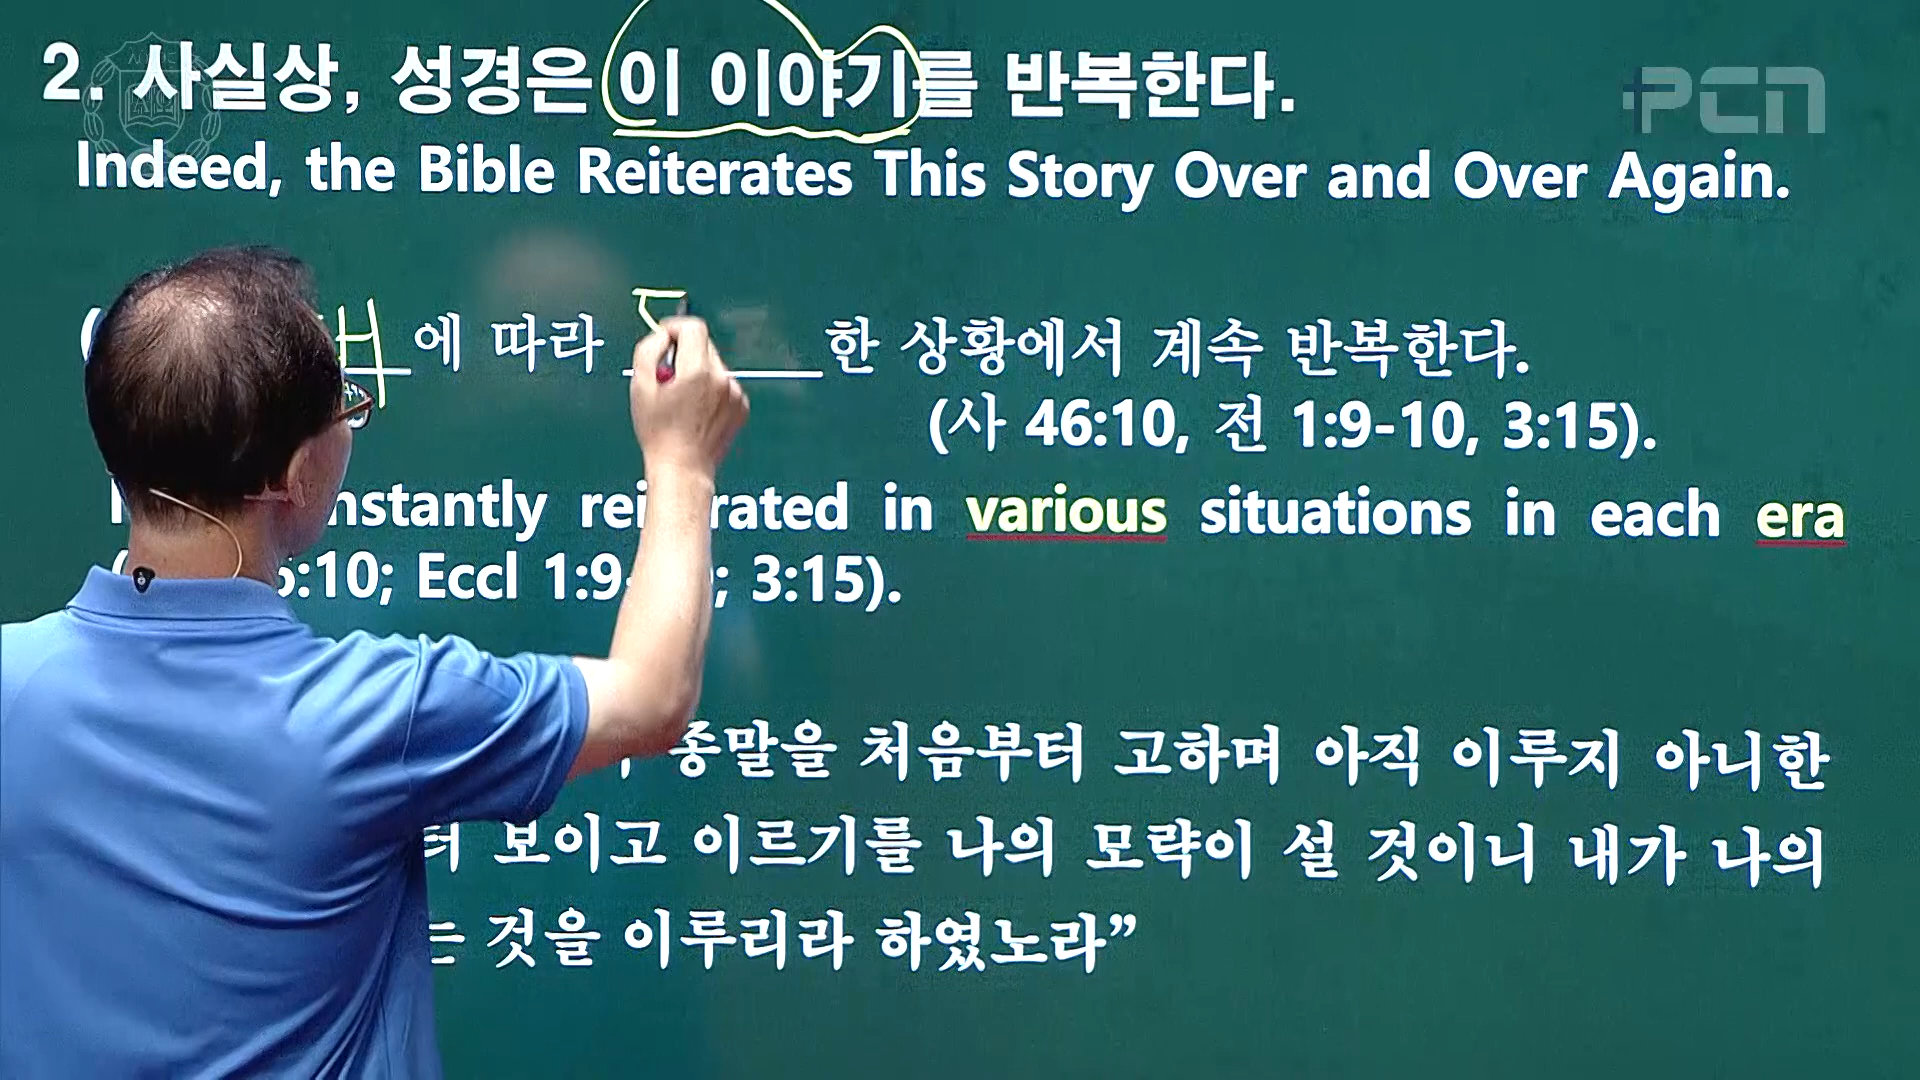 2. 사실상, 성경은 이 이야기를 반복한다.
PCN
Indeed, the Bible Reiterates This Story Over and Over Again.
에 따라 한 상황에서 계속 반복한다.
(사 46:10, 전 1:9-10, 3:15).
in various situations in each era
:10; Eccl 1:9- ; 3:15).
종말을 처음부터 고하며 아직 이루지 아니한
보이고 이르기를 나의 모략이 설 것이니 내가 나의
것을 이루리라 하였노라”